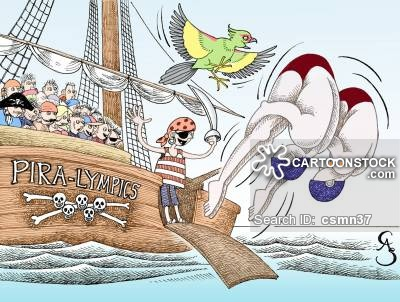 PIRA-LYMPICS
CARTOONSTOCK
.com
Search ID: csmn37